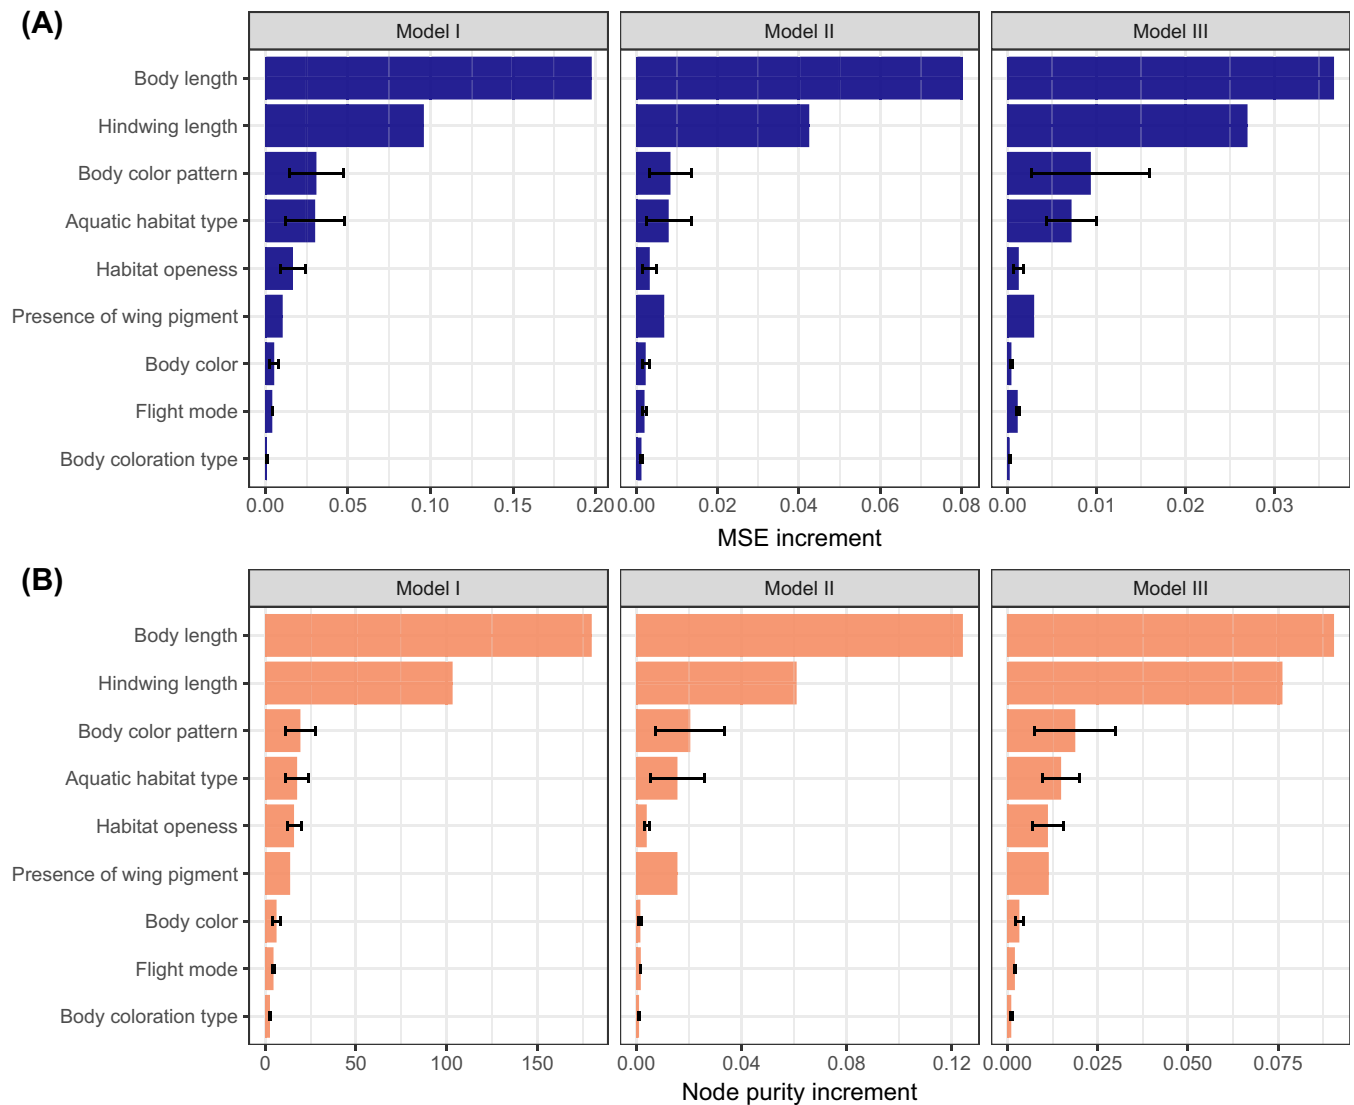 (A)
Model I
Model II
Model III
Body length
Hindwing length
Body color pattern
Aquatic habitat type
Habitat openess
Presence of wing pigment
Body color
Flight mode
Body coloration type
0.00 0.05 0.10 0.15 0.20
0.00 0.02 0.04 0.06 0.08
0.00 0.01 0.02 0.03
MSE increment
(B)
Model I
Model II
Model III
Body length
Hindwing length
Body color pattern
Aquatic habitat type
Habitat openess
Presence of wing pigment
Body color
Flight mode
Body coloration type
0 50 100 150
0.00 0.04 0.08 0.12
0.000 0.025 0.050 0.075
Node purity increment